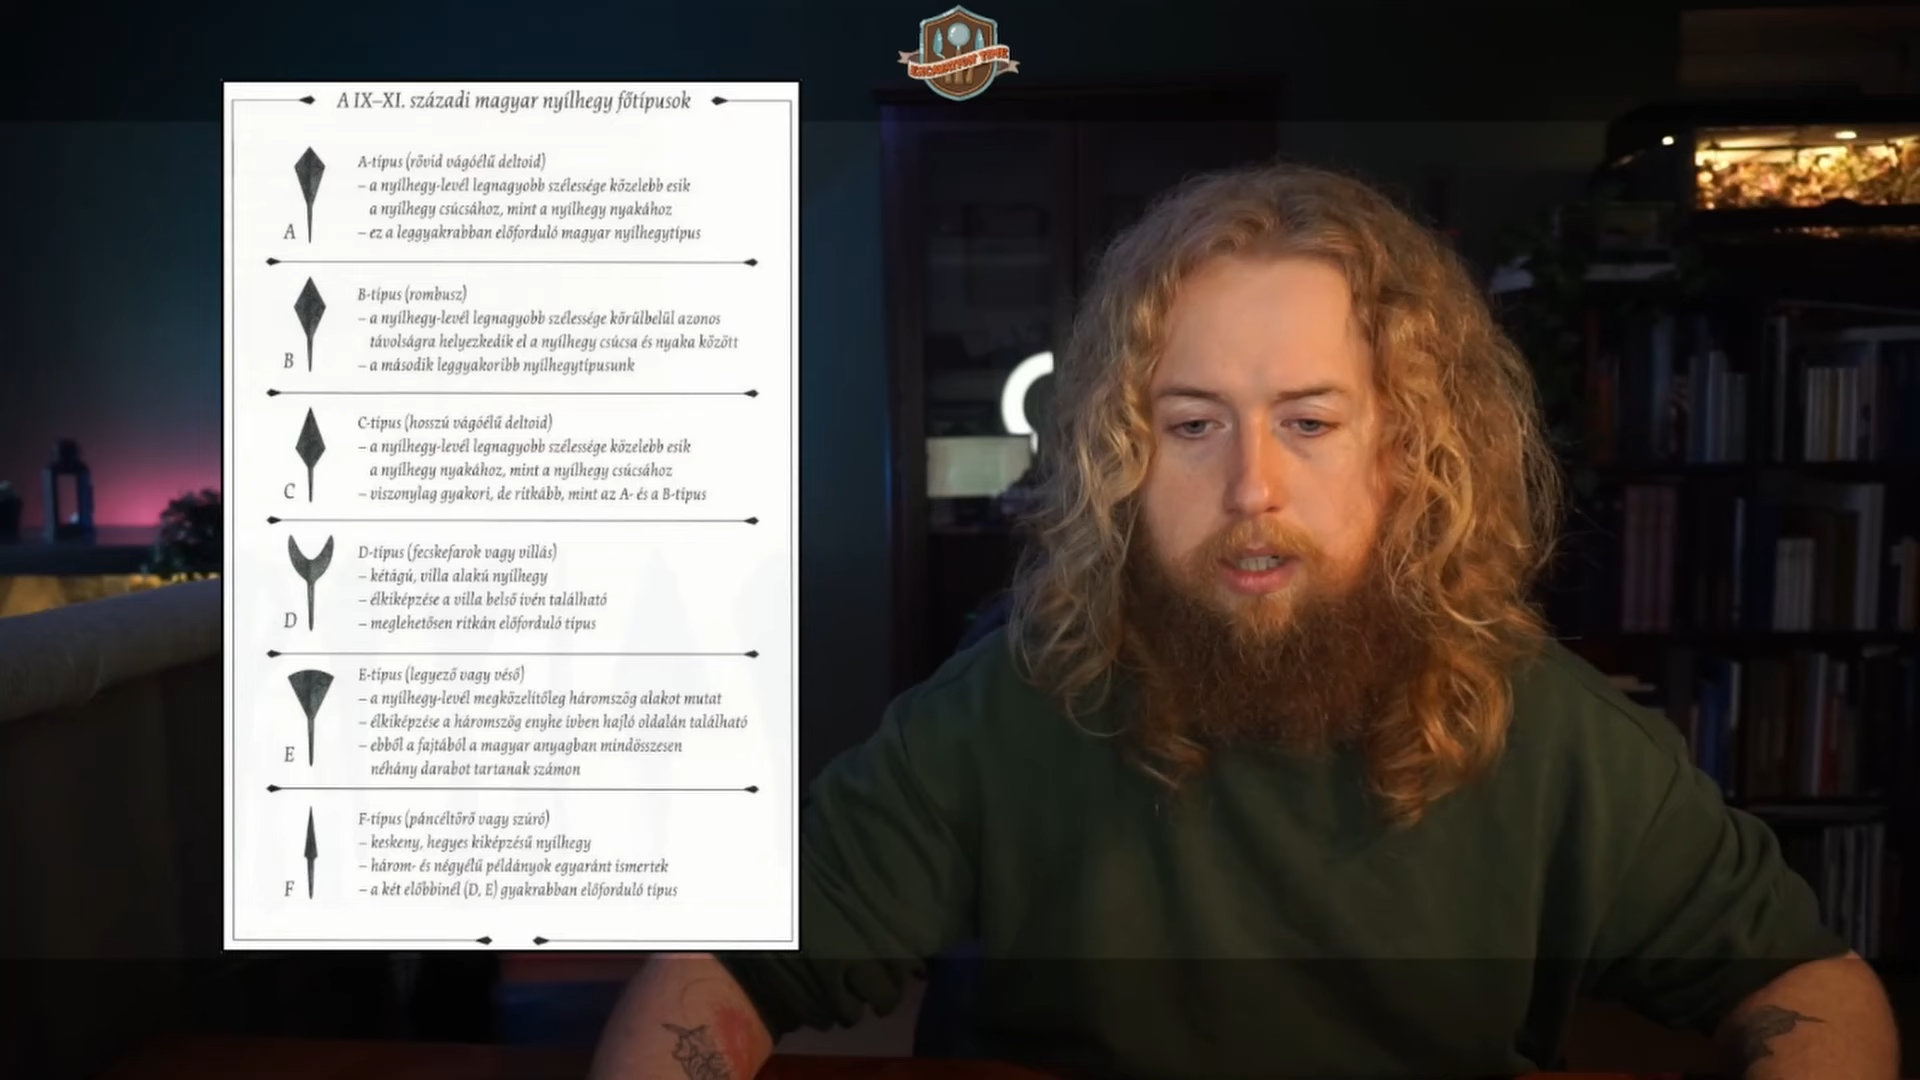 EXCAVATION TIME
A IX–XI. századi magyar nyílhegy főtípusok
A-típus (rövid vágóélű deltoid)
– a nyílhegy-levél legnagyobb szélessége közelebb esik
a nyílhegy csúcsához, mint a nyílhegy nyakához
– ez a leggyakrabban előforduló magyar nyílhegytípus
A
B-típus (rombusz)
– a nyílhegy-levél legnagyobb szélessége körülbelül azonos
távolságra helyezkedik el a nyílhegy csúcsa és nyaka között
– a második leggyakoribb nyílhegytípusunk
B
C-típus (hosszú vágóélű deltoid)
– a nyílhegy-levél legnagyobb szélessége közelebb esik
a nyílhegy nyakához, mint a nyílhegy csúcsához
– viszonylag gyakori, de ritkább, mint az A- és a B-típus
C
D-típus (fecskefarok vagy villás)
– kétágú, villa alakú nyílhegy
– élkiképzése a villa belső ívén található
– meglehetősen ritkán előforduló típus
D
E-típus (legyező vagy véső)
– a nyílhegy-levél megközelítőleg háromszög alakot mutat
– élkiképzése a háromszög enyhe ívben hajló oldalán található
– ebből a fajtából a magyar anyagban mindösszesen
néhány darabot tartanak számon
E
F-típus (páncéltörő vagy szúró)
– keskeny, hegyes kiképzésű nyílhegy
– három- és négyélű példányok egyaránt ismertek
– a két előbbinél (D, E) gyakrabban előforduló típus
F